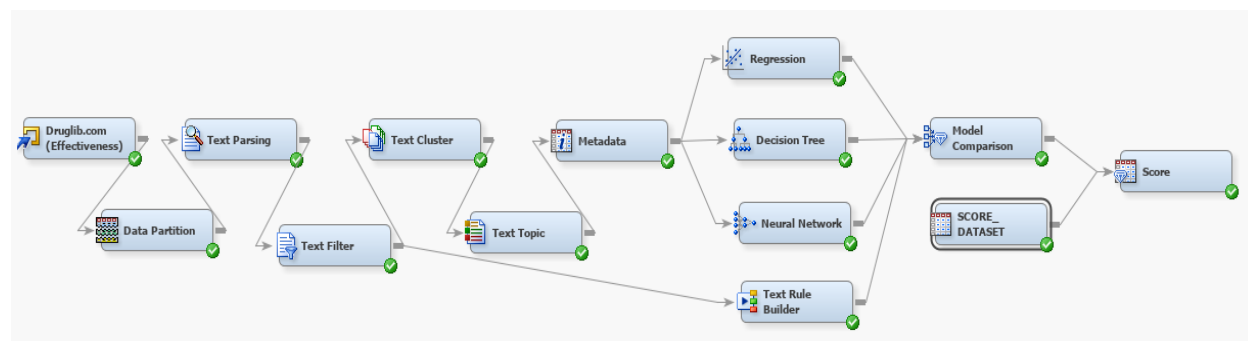 Druglib.com
(Effectiveness)
Data Partition
Text Parsing
Text Filter
Text Cluster
Text Topic
Metadata
Regression
Decision Tree
Neural Network
Text Rule
Builder
Model
Comparison
SCORE_
DATASET
Score